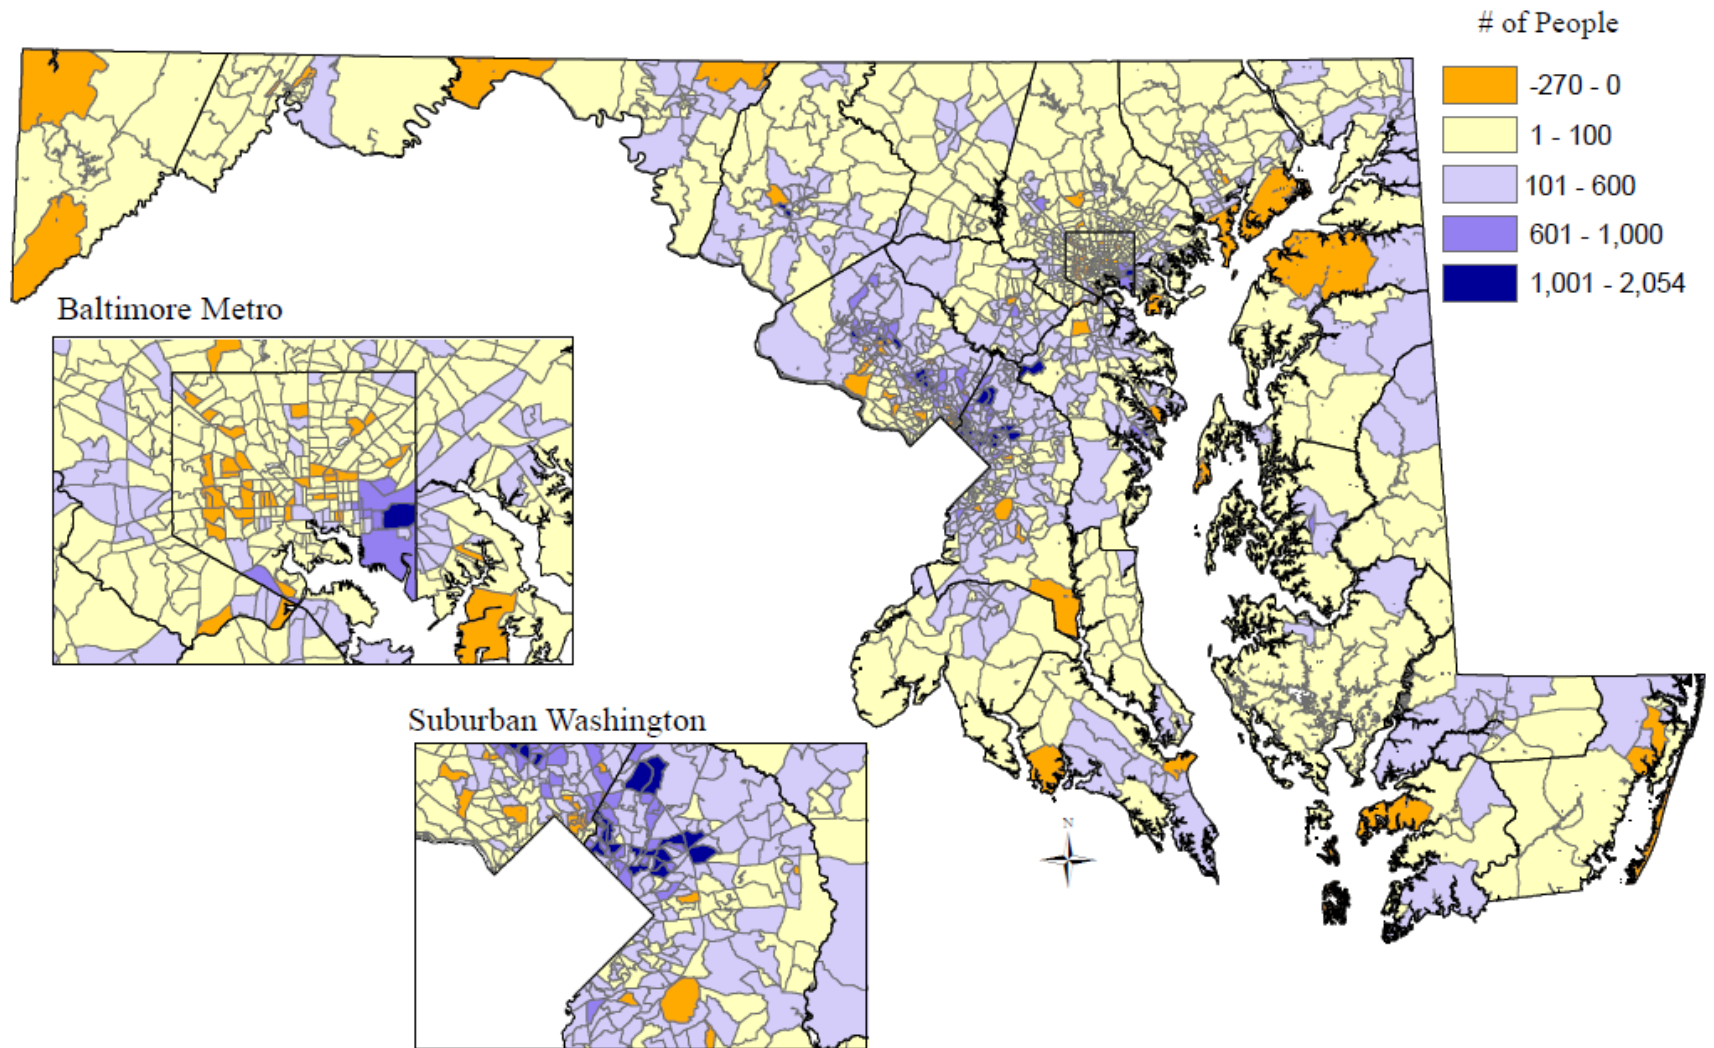 # of People
-270 - 0
1 - 100
101 - 600
601 - 1,000
1,001 - 2,054
Baltimore Metro
Suburban Washington
N